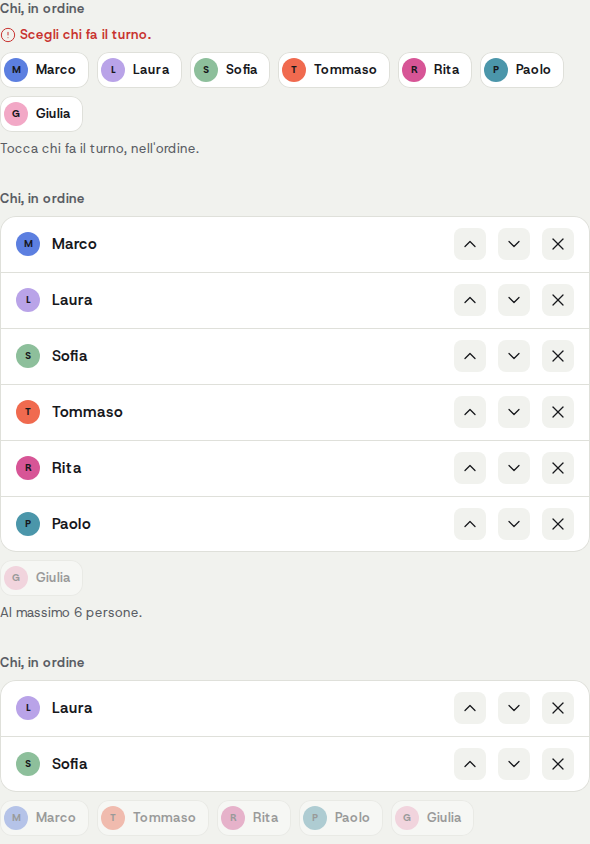 Chi, in ordine
Scegli chi fa il turno.
M Marco L Laura S Sofia T Tommaso R Rita P Paolo
G Giulia
Tocca chi fa il turno, nell'ordine.
Chi, in ordine
M Marco
L Laura
S Sofia
T Tommaso
R Rita
P Paolo
G Giulia
Al massimo 6 persone.
Chi, in ordine
L Laura
S Sofia
M Marco T Tommaso R Rita P Paolo G Giulia